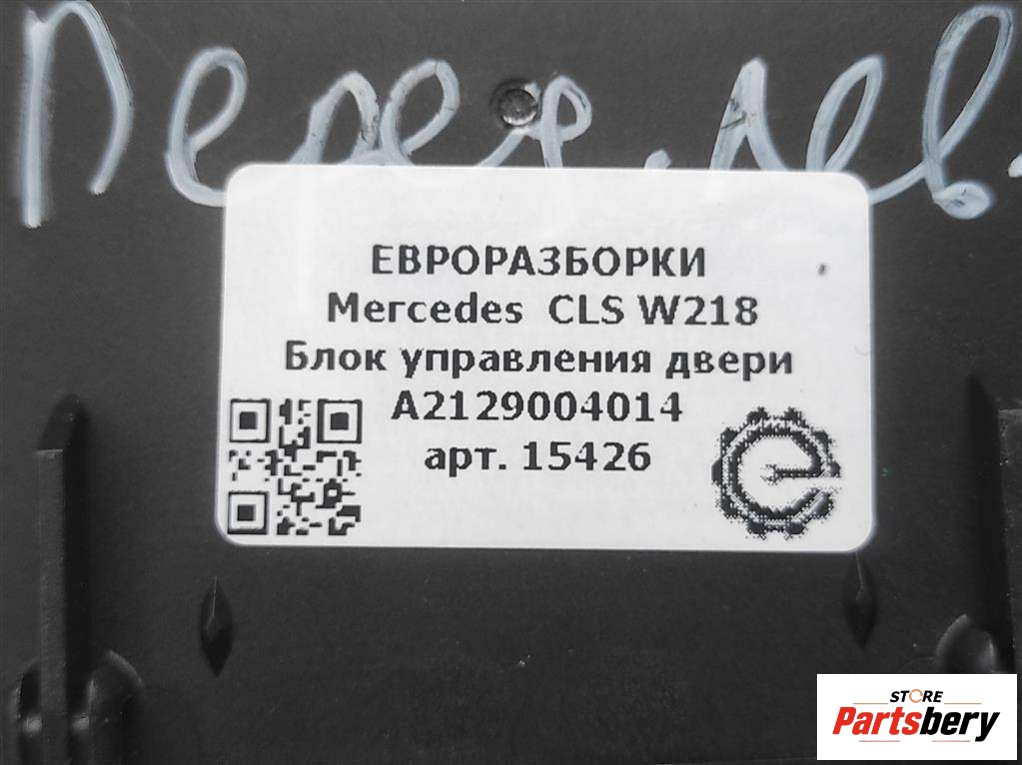 Перед. лев.
ЕВРОРАЗБОРКИ
Mercedes CLS W218
Блок управления двери
A2129004014
арт. 15426
STORE
Partsbery